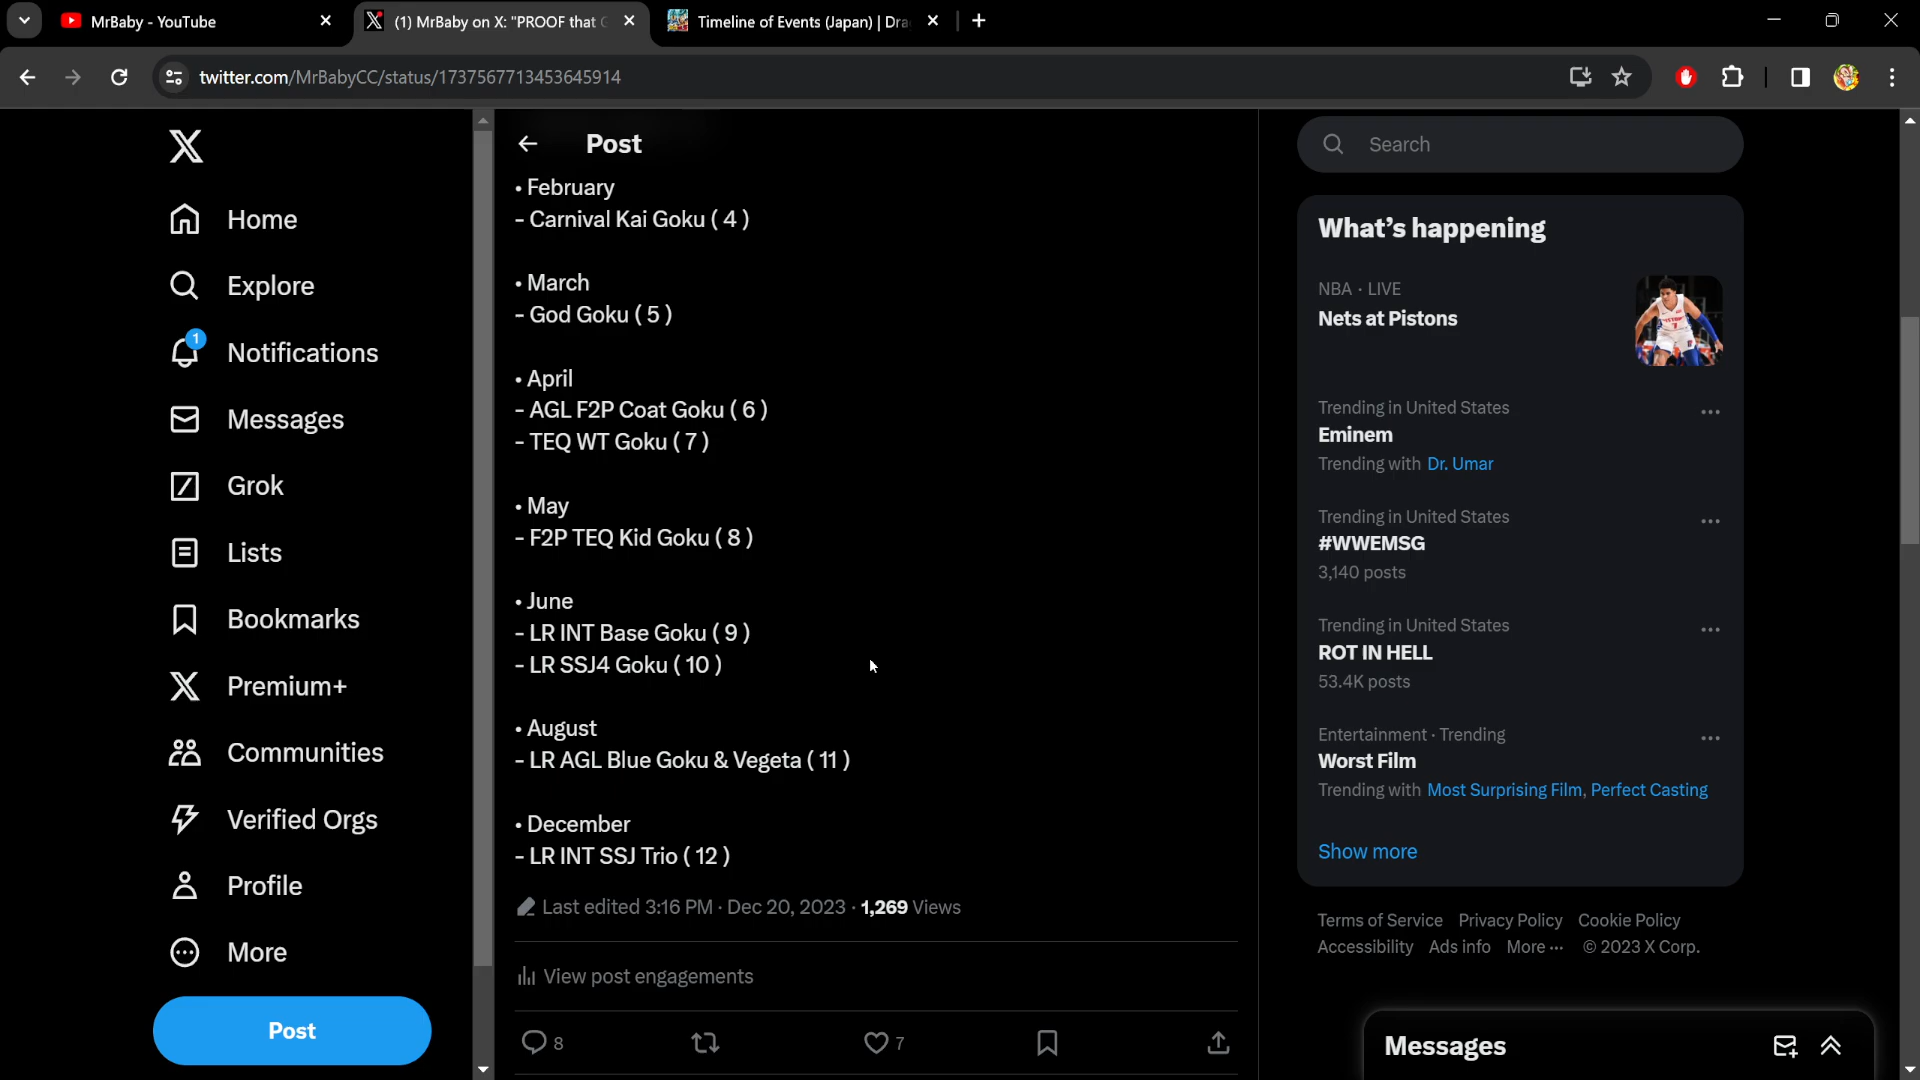 MrBaby - YouTube
(1) MrBaby on X: "PROOF that G
Timeline of Events (Japan) | Dra
twitter.com/MrBabyCC/status/1737567713453645914
Home
Explore
1
Notifications
Messages
Grok
Lists
Bookmarks
Premium+
Communities
Verified Orgs
Profile
More
Post
Post
• February
- Carnival Kai Goku ( 4 )
• March
- God Goku ( 5 )
• April
- AGL F2P Coat Goku ( 6 )
- TEQ WT Goku ( 7 )
• May
- F2P TEQ Kid Goku ( 8 )
• June
- LR INT Base Goku ( 9 )
- LR SSJ4 Goku ( 10 )
• August
- LR AGL Blue Goku & Vegeta ( 11 )
• December
- LR INT SSJ Trio ( 12 )
Last edited 3:16 PM · Dec 20, 2023 · 1,269 Views
View post engagements
8
7
Search
What's happening
NBA · LIVE
Nets at Pistons
Trending in United States
Eminem
Trending with Dr. Umar
Trending in United States
#WWEMSG
3,140 posts
Trending in United States
ROT IN HELL
53.4K posts
Entertainment · Trending
Worst Film
Trending with Most Surprising Film, Perfect Casting
Show more
Terms of Service Privacy Policy Cookie Policy
Accessibility Ads info More ··· © 2023 X Corp.
Messages